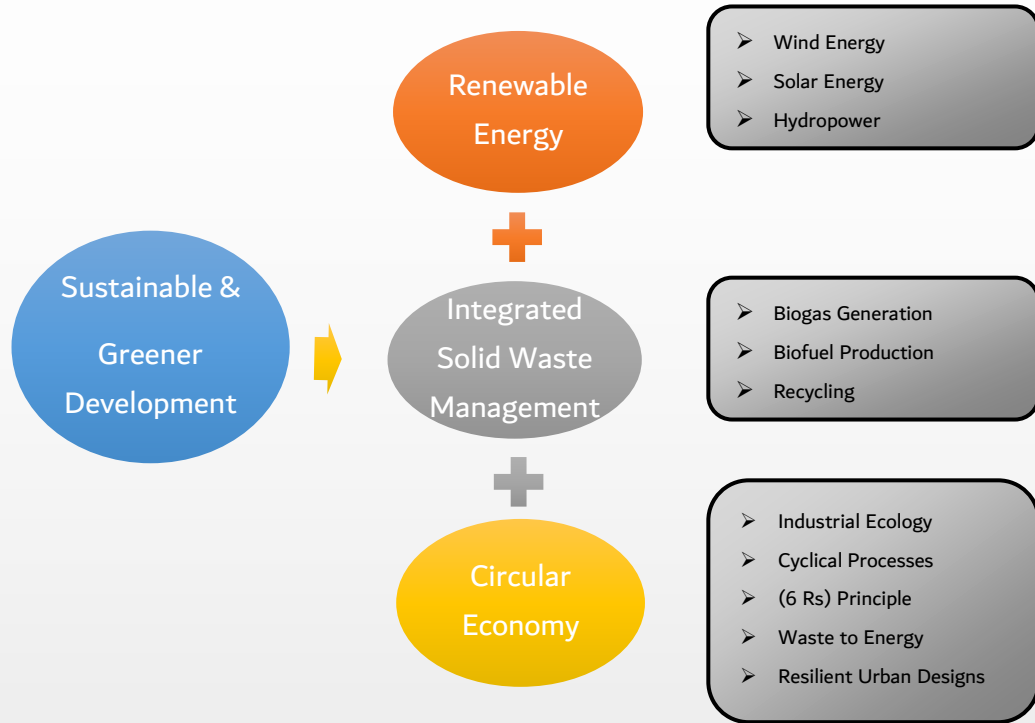 Sustainable &
Greener
Development
Renewable
Energy
Wind Energy
Solar Energy
Hydropower
Integrated
Solid Waste
Management
Biogas Generation
Biofuel Production
Recycling
Circular
Economy
Industrial Ecology
Cyclical Processes
(6 Rs) Principle
Waste to Energy
Resilient Urban Designs